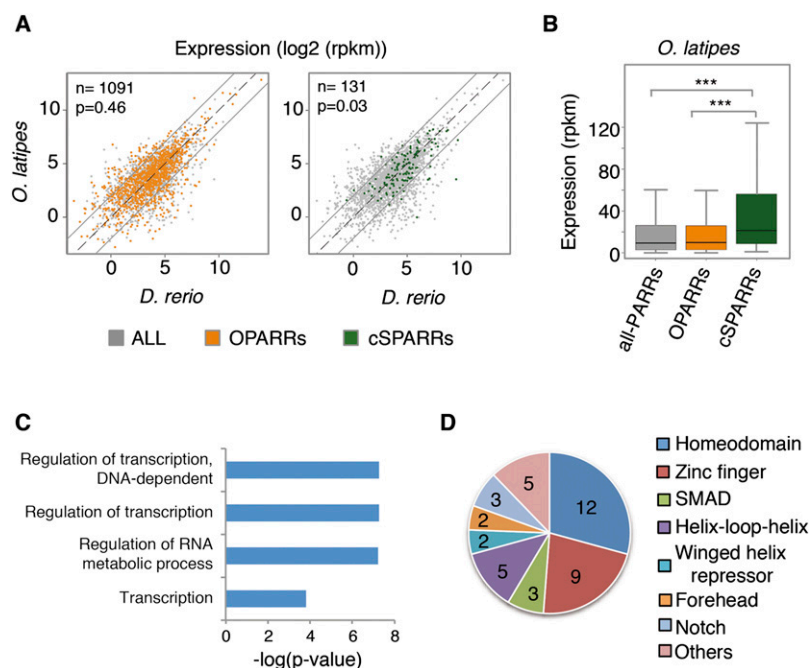 A
Expression (log2 (rpkm))
n= 1091
p=0.46
n= 131
p=0.03
O. latipes
10
5
0
0
5
10
0
5
10
D. rerio
D. rerio
ALL
OPARRs
cSPARRs
B
O. latipes
***
***
Expression (rpkm)
120
80
40
0
all-PARRs
OPARRs
cSPARRs
C
Regulation of transcription,
DNA-dependent
Regulation of transcription
Regulation of RNA
metabolic process
Transcription
0 2 4 6 8
-log(p-value)
D
12
9
3
5
2
2
3
5
Homeodomain
Zinc finger
SMAD
Helix-loop-helix
Winged helix
repressor
Forehead
Notch
Others